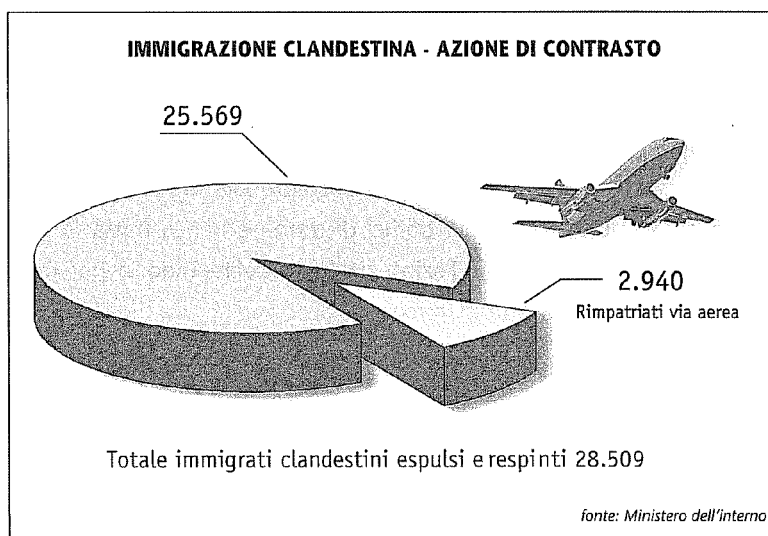 IMMIGRAZIONE CLANDESTINA - AZIONE DI CONTRASTO
25.569
2.940
Rimpatriati via aerea
Totale immigrati clandestini espulsi e respinti 28.509
fonte: Ministero dell'interno